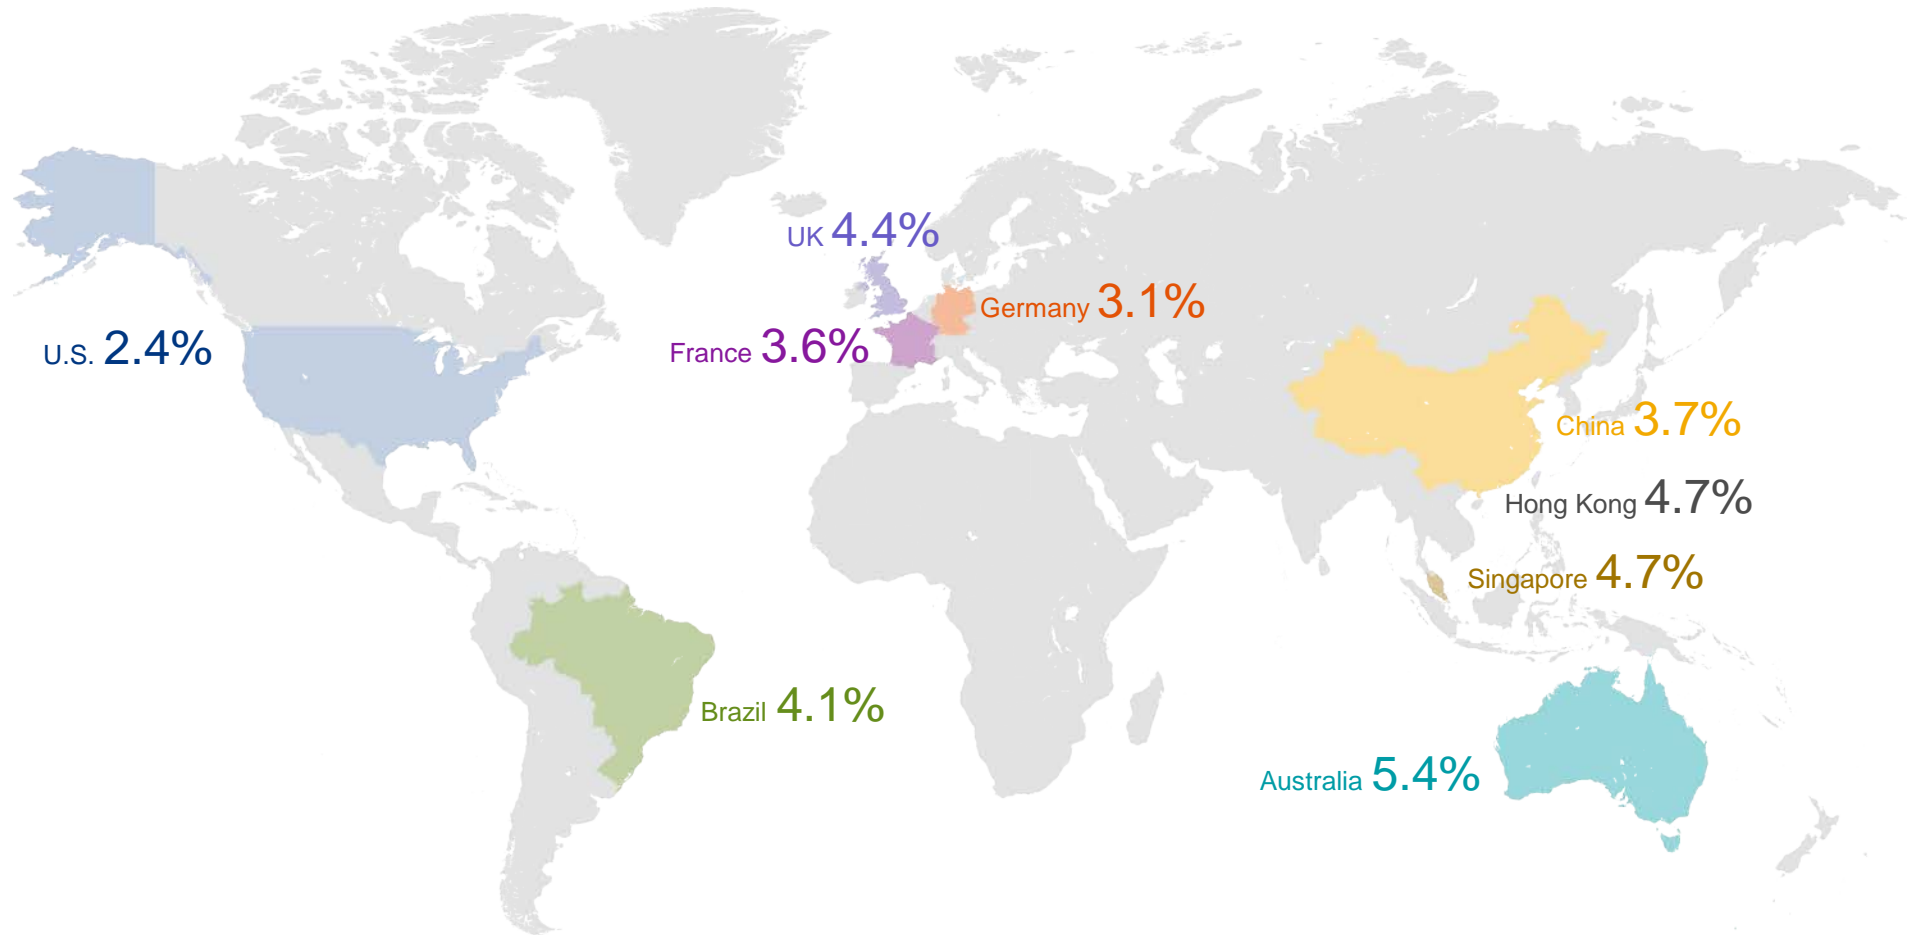 UK 4.4%
Germany 3.1%
U.S. 2.4%
France 3.6%
China 3.7%
Hong Kong 4.7%
Singapore 4.7%
Brazil 4.1%
Australia 5.4%